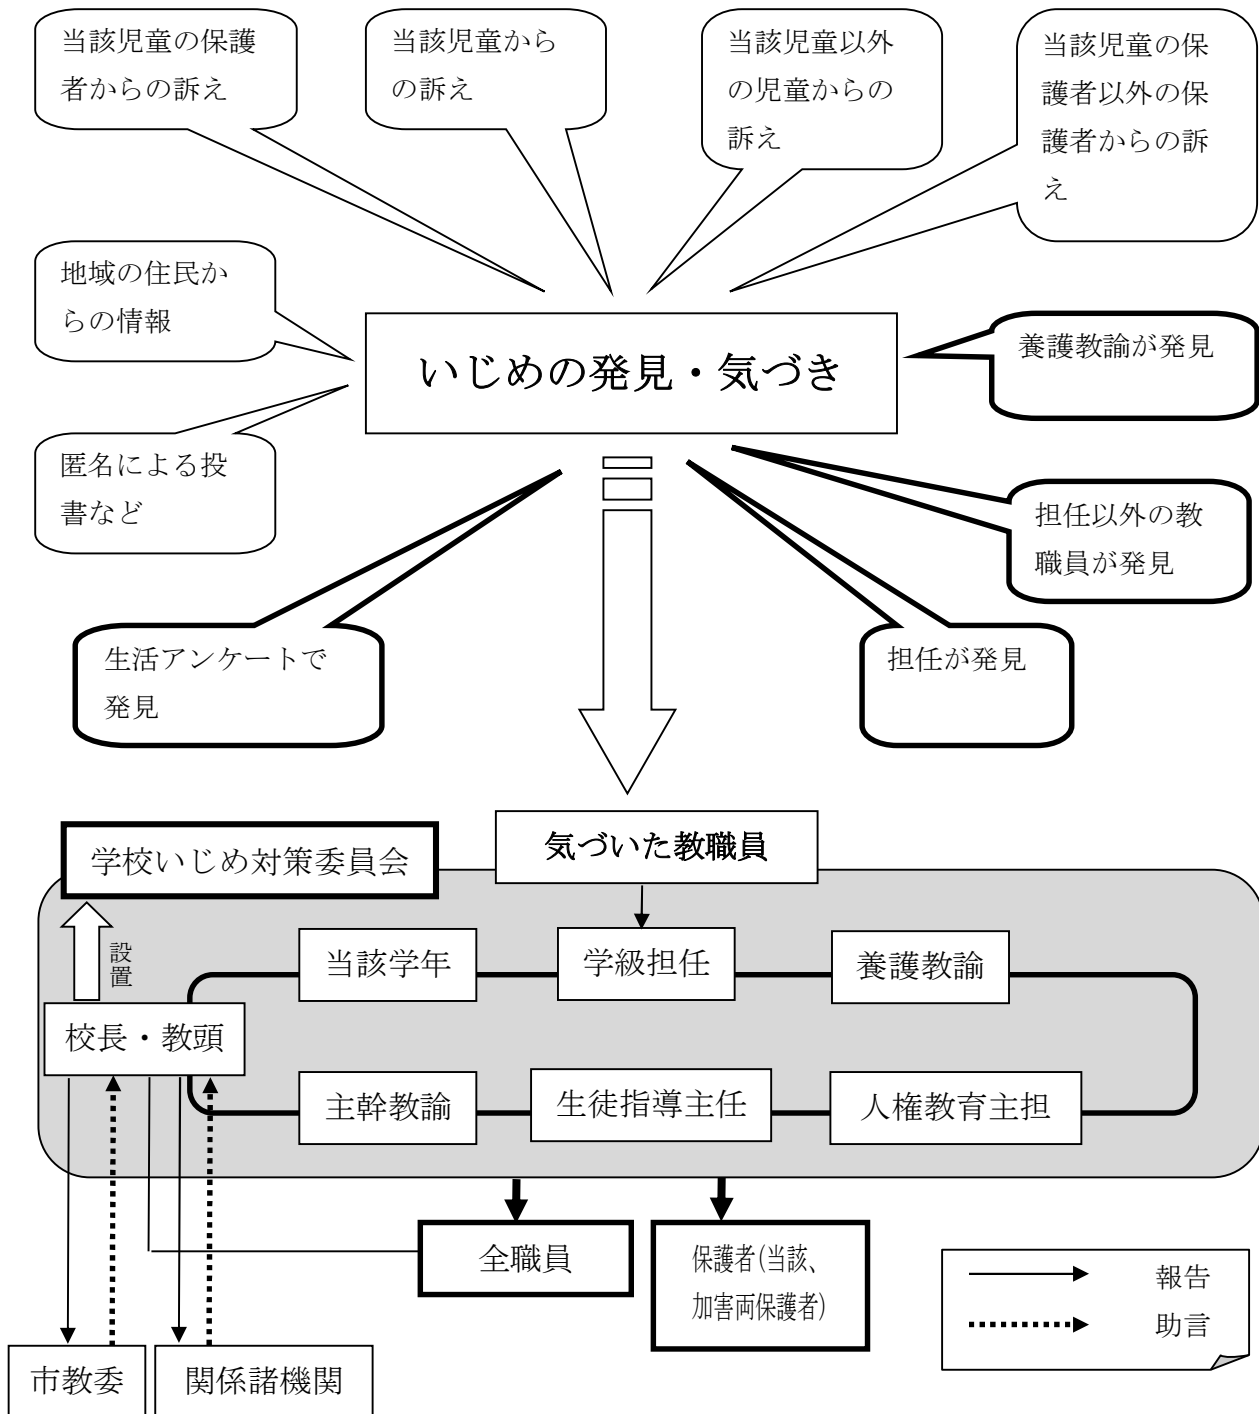 当該児童の保護
者からの訴え
当該児童から
の訴え
当該児童以外
の児童からの
訴え
当該児童の保
護者以外の保
護者からの訴
え
地域の住民か
らの情報
いじめの発見・気づき
養護教諭が発見
匿名による投
書など
担任以外の教
職員が発見
生活アンケートで
発見
担任が発見
気づいた教職員
学校いじめ対策委員会
設置
当該学年
学級担任
養護教諭
校長・教頭
主幹教諭
生徒指導主任
人権教育主担
全職員
保護者(当該、
加害両保護者)
報告
助言
市教委
関係諸機関